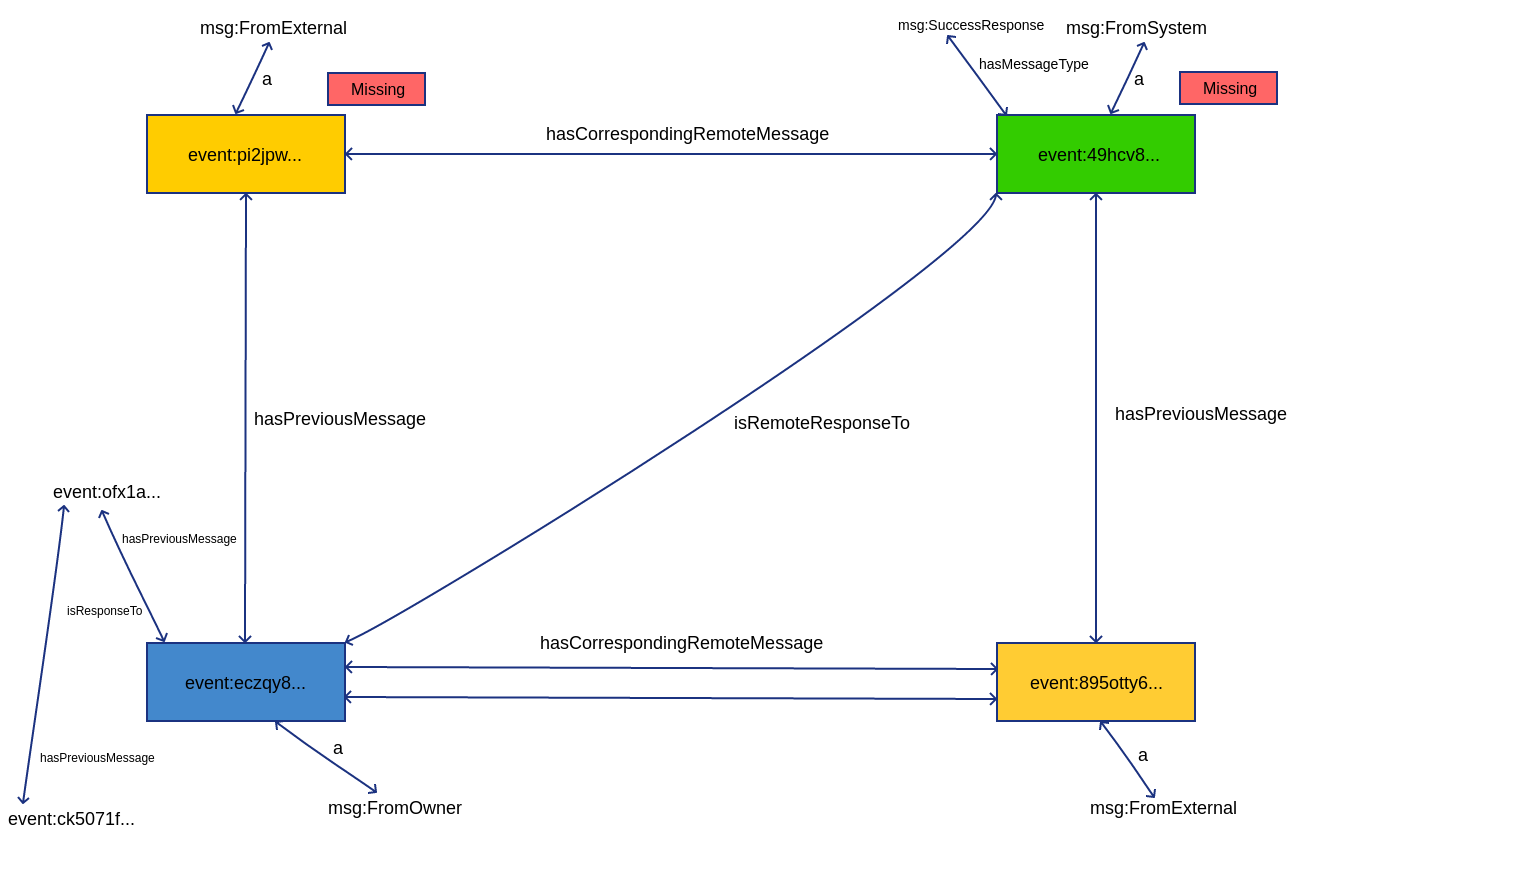 msg:FromExternal
msg:SuccessResponse
msg:FromSystem
hasMessageType
a
a
Missing
Missing
hasCorrespondingRemoteMessage
event:pi2jpw...
event:49hcv8...
hasPreviousMessage
isRemoteResponseTo
hasPreviousMessage
event:ofx1a...
hasPreviousMessage
isResponseTo
hasCorrespondingRemoteMessage
event:eczqy8...
event:895otty6...
a
a
hasPreviousMessage
msg:FromOwner
msg:FromExternal
event:ck5071f...